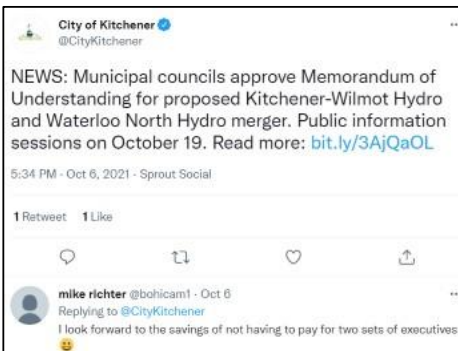 City of Kitchener
@CityKitchener
NEWS: Municipal councils approve Memorandum of
Understanding for proposed Kitchener-Wilmot Hydro
and Waterloo North Hydro merger. Public information
sessions on October 19. Read more: bit.ly/3AjQaOL
5:34 PM · Oct 6, 2021 · Sprout Social
1 Retweet 1 Like
mike richter @bohicam1 · Oct 6
Replying to @CityKitchener
I look forward to the savings of not having to pay for two sets of executives
😀